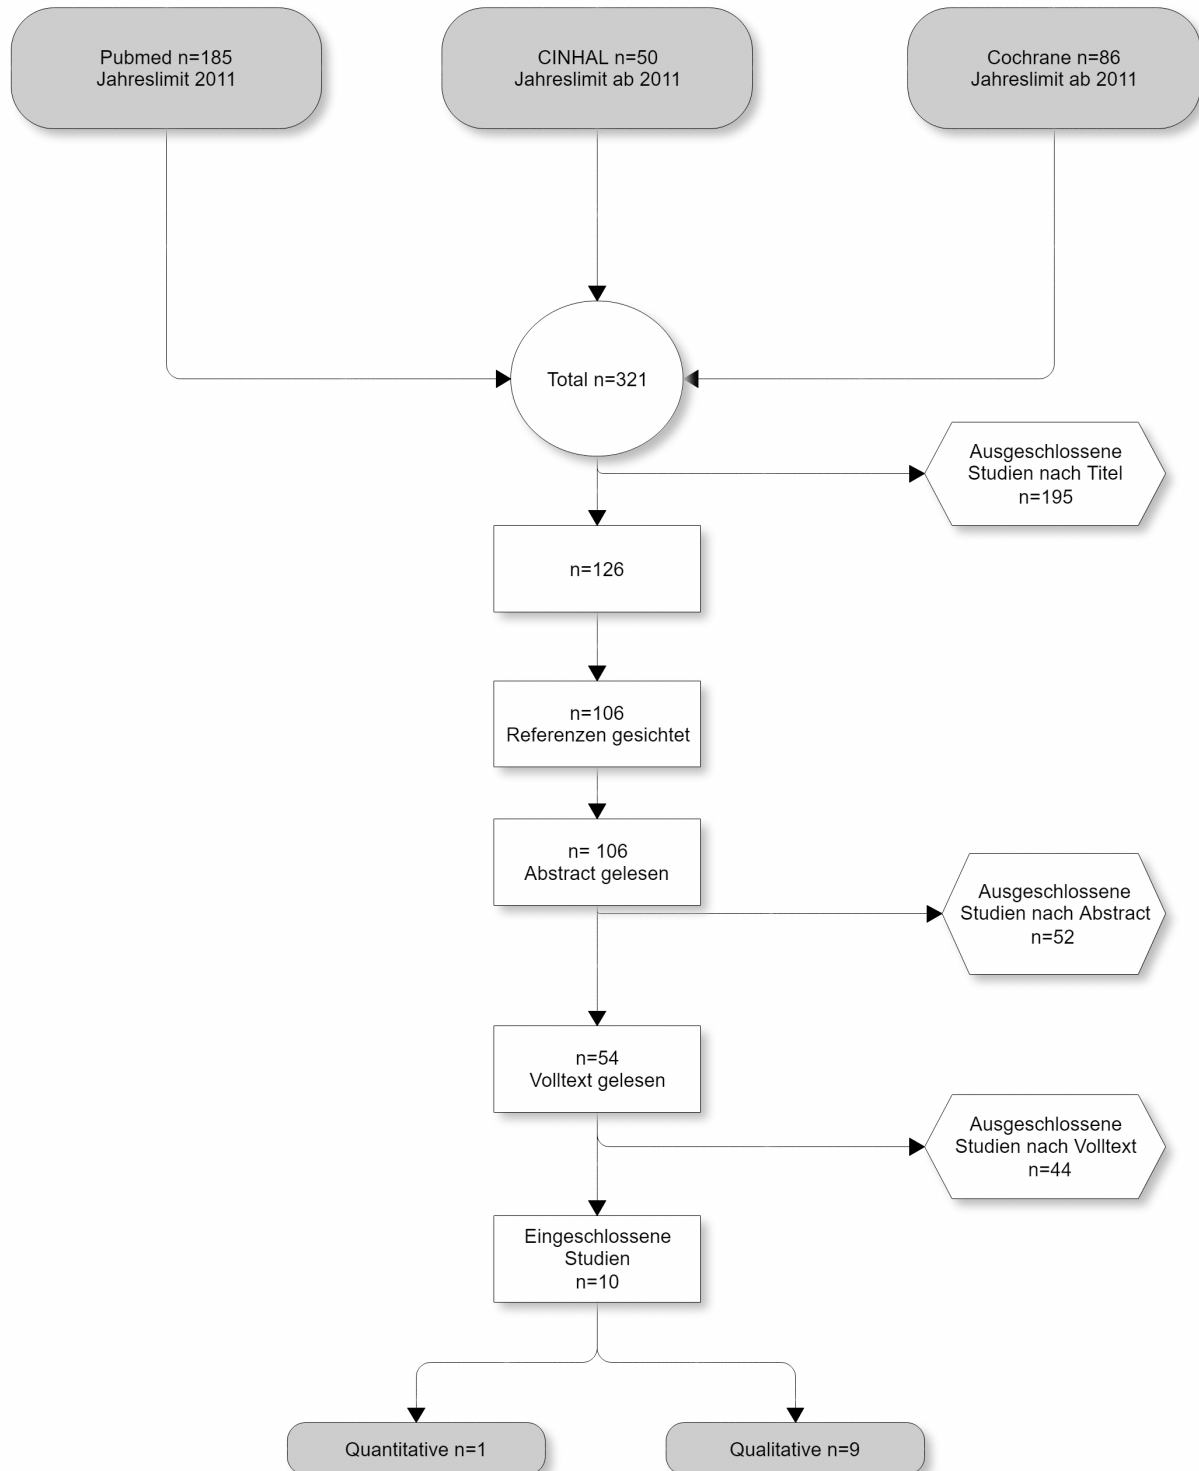 Pubmed n=185
Jahreslimit 2011
CINHAL n=50
Jahreslimit ab 2011
Cochrane n=86
Jahreslimit ab 2011
Total n=321
Ausgeschlossene
Studien nach Titel
n=195
n=126
n=106
Referenzen gesichtet
n= 106
Abstract gelesen
Ausgeschlossene
Studien nach Abstract
n=52
n=54
Volltext gelesen
Ausgeschlossene
Studien nach Volltext
n=44
Eingeschlossene
Studien
n=10
Quantitative n=1
Qualitative n=9